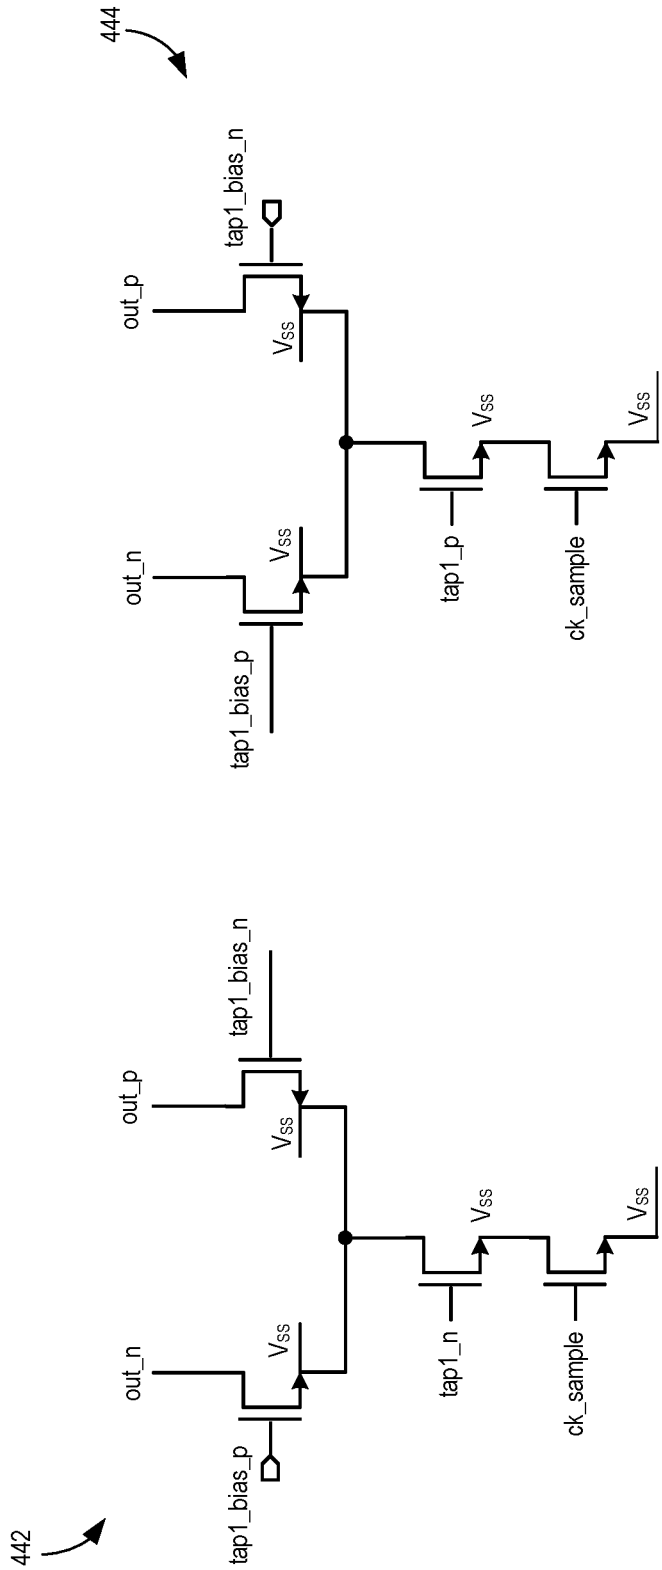 442
out_n
out_p
tap1_bias_p
VSS
VSS
tap1_bias_n
tap1_n
VSS
ck_sample
VSS
444
out_n
out_p
tap1_bias_p
VSS
VSS
tap1_bias_n
tap1_p
VSS
ck_sample
VSS